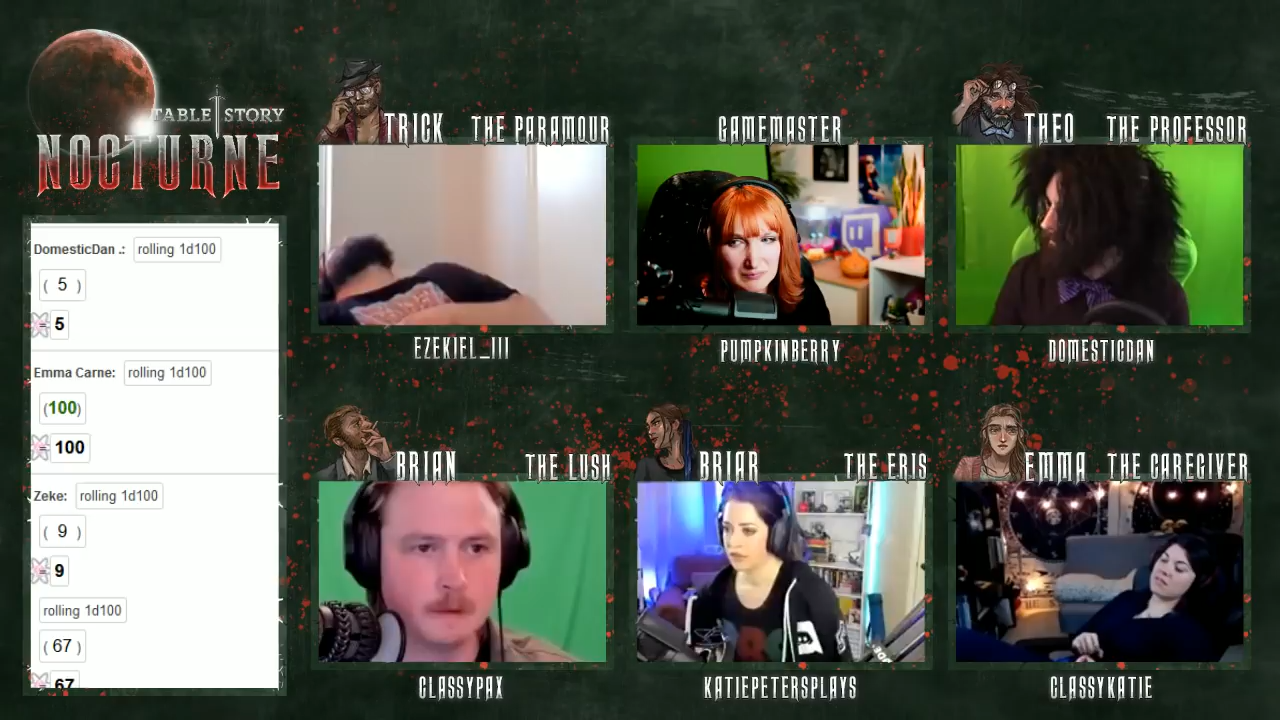 TABLE STORY
NOCTURNE
DomesticDan .: rolling 1d100
( 5 )
= 5
Emma Carne: rolling 1d100
(100)
= 100
Zeke: rolling 1d100
( 9 )
= 9
rolling 1d100
( 67 )
= 67
TRICK THE PARAMOUR
EZEKIEL_III
GAMEMASTER
PUMPKINBERRY
THEO THE PROFESSOR
DOMESTICDAN
BRIAN THE LUSH
CLASSYPAX
BRIAR THE ERIS
KATIEPETERSPLAYS
EMMA THE CAREGIVER
CLASSYKATIE